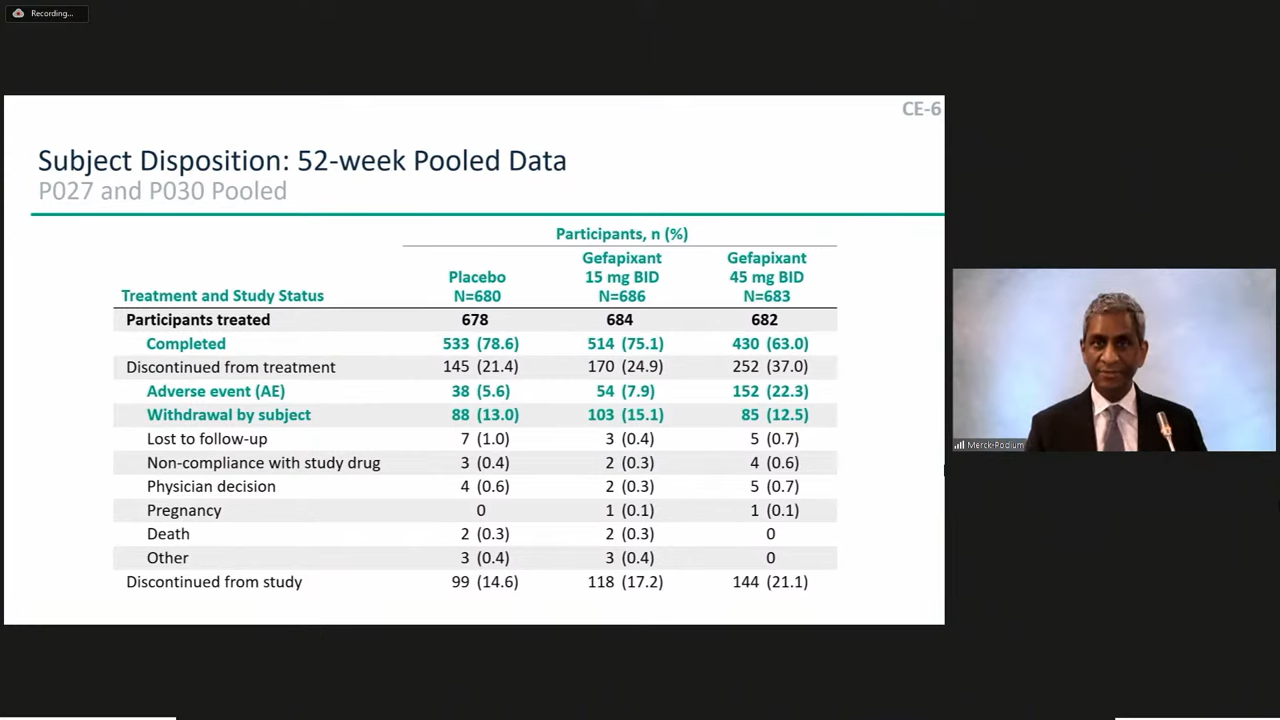 Recording...
CE-6
Subject Disposition: 52-week Pooled Data
P027 and P030 Pooled
Participants, n (%)
Treatment and Study Status Placebo N=680 Gefapixant 15 mg BID N=686 Gefapixant 45 mg BID N=683
Participants treated 678 684 682
Completed 533 (78.6) 514 (75.1) 430 (63.0)
Discontinued from treatment 145 (21.4) 170 (24.9) 252 (37.0)
Adverse event (AE) 38 (5.6) 54 (7.9) 152 (22.3)
Withdrawal by subject 88 (13.0) 103 (15.1) 85 (12.5)
Lost to follow-up 7 (1.0) 3 (0.4) 5 (0.7)
Non-compliance with study drug 3 (0.4) 2 (0.3) 4 (0.6)
Physician decision 4 (0.6) 2 (0.3) 5 (0.7)
Pregnancy 0 1 (0.1) 1 (0.1)
Death 2 (0.3) 2 (0.3) 0
Other 3 (0.4) 3 (0.4) 0
Discontinued from study 99 (14.6) 118 (17.2) 144 (21.1)
Merck-Podium